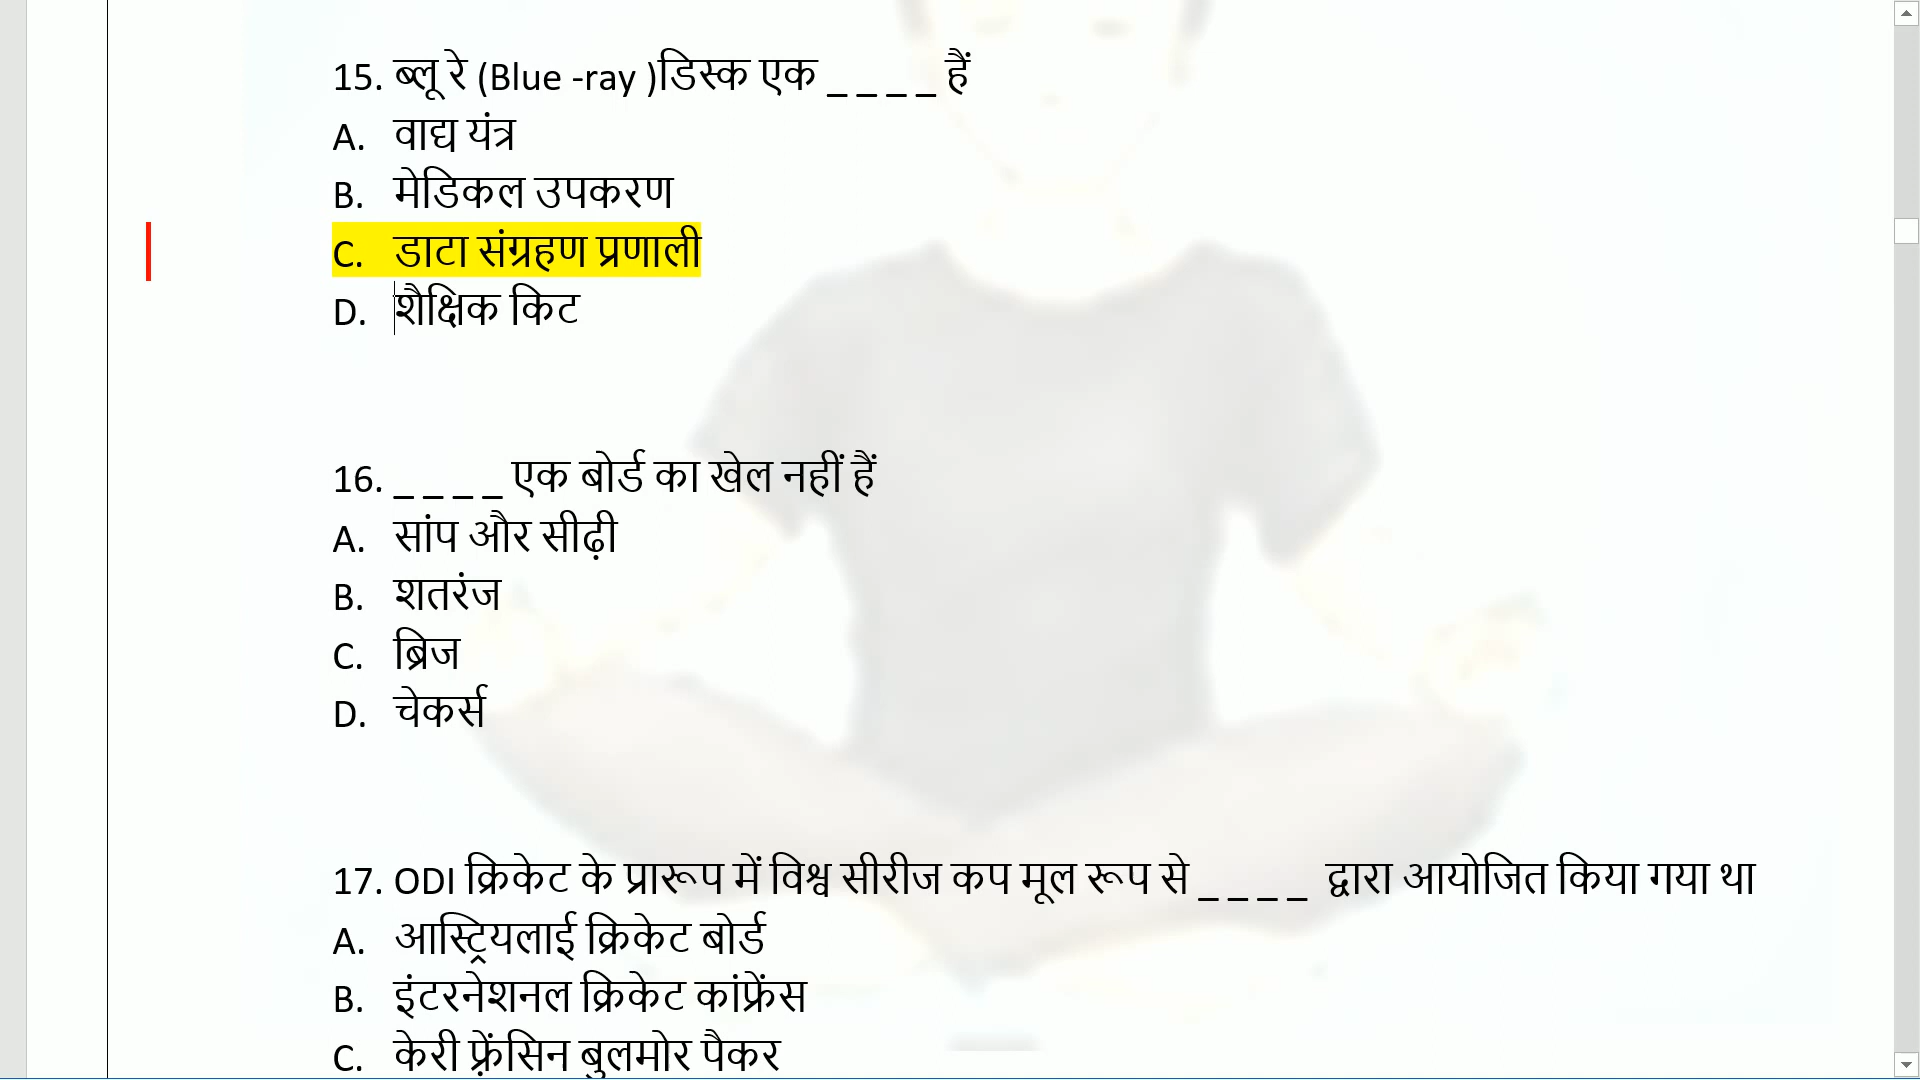 15. ब्लू रे (Blue -ray )डिस्क एक _ _ _ _ हैं
A. वाद्य यंत्र
B. मेडिकल उपकरण
C. डाटा संग्रहण प्रणाली
D. शैक्षिक किट
16. _ _ _ _ एक बोर्ड का खेल नहीं हैं
A. सांप और सीढ़ी
B. शतरंज
C. ब्रिज
D. चेकर्स
17. ODI क्रिकेट के प्रारूप में विश्व सीरीज कप मूल रूप से _ _ _ _ द्वारा आयोजित किया गया था
A. आस्ट्रियलाई क्रिकेट बोर्ड
B. इंटरनेशनल क्रिकेट कांफ्रेंस
C. केरी फ़्रेंसिन बुलमोर पैकर